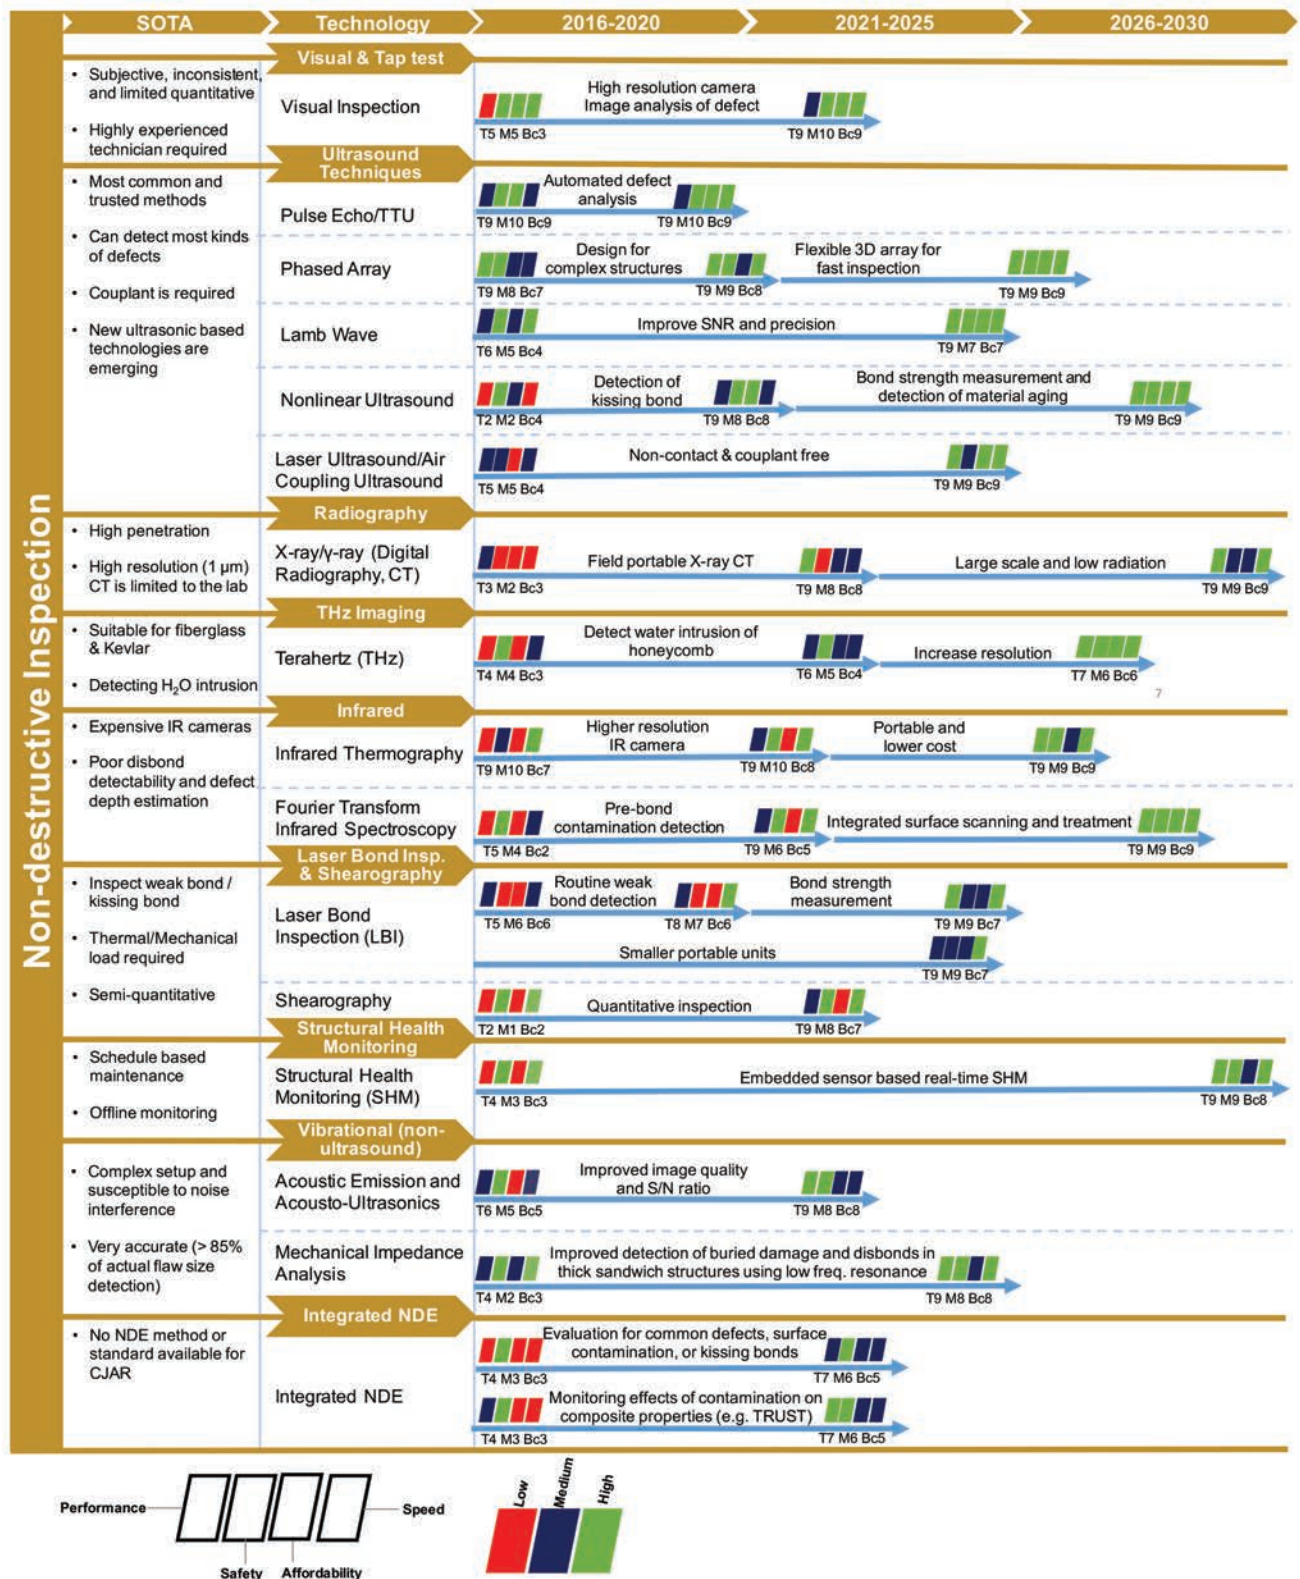 SOTA
Technology
2016-2020
2021-2025
2026-2030
Non-destructive Inspection
Visual & Tap test
• Subjective, inconsistent,
and limited quantitative
• Highly experienced
technician required
Visual Inspection
High resolution camera
Image analysis of defect
T5 M5 Bc3
T9 M10 Bc9
Ultrasound
Techniques
• Most common and
trusted methods
• Can detect most kinds
of defects
• Couplant is required
• New ultrasonic based
technologies are
emerging
Pulse Echo/TTU
Automated defect
analysis
T9 M10 Bc9
T9 M10 Bc9
Phased Array
Design for
complex structures
Flexible 3D array for
fast inspection
T9 M8 Bc7
T9 M9 Bc8
T9 M9 Bc9
Lamb Wave
Improve SNR and precision
T6 M5 Bc4
T9 M7 Bc7
Nonlinear Ultrasound
Detection of
kissing bond
Bond strength measurement and
detection of material aging
T2 M2 Bc4
T9 M8 Bc8
T9 M9 Bc9
Laser Ultrasound/Air
Coupling Ultrasound
Non-contact & couplant free
T5 M5 Bc4
T9 M9 Bc9
Radiography
• High penetration
• High resolution (1 µm)
CT is limited to the lab
X-ray/γ-ray (Digital
Radiography, CT)
Field portable X-ray CT
Large scale and low radiation
T3 M2 Bc3
T9 M8 Bc8
T9 M9 Bc9
THz Imaging
• Suitable for fiberglass
& Kevlar
• Detecting H₂O intrusion
Terahertz (THz)
Detect water intrusion of
honeycomb
Increase resolution
T4 M4 Bc3
T6 M5 Bc4
T7 M6 Bc6
7
Infrared
• Expensive IR cameras
• Poor disbond
detectability and defect
depth estimation
Infrared Thermography
Higher resolution
IR camera
Portable and
lower cost
T9 M10 Bc7
T9 M10 Bc8
T9 M9 Bc9
Fourier Transform
Infrared Spectroscopy
Pre-bond
contamination detection
Integrated surface scanning and treatment
T5 M4 Bc2
T9 M6 Bc5
T9 M9 Bc9
Laser Bond Insp.
& Shearography
• Inspect weak bond /
kissing bond
• Thermal/Mechanical
load required
• Semi-quantitative
Laser Bond
Inspection (LBI)
Routine weak
bond detection
Bond strength
measurement
T5 M6 Bc6
T8 M7 Bc6
T9 M9 Bc7
Smaller portable units
T9 M9 Bc7
Shearography
Quantitative inspection
T2 M1 Bc2
T9 M8 Bc7
Structural Health
Monitoring
• Schedule based
maintenance
• Offline monitoring
Structural Health
Monitoring (SHM)
Embedded sensor based real-time SHM
T4 M3 Bc3
T9 M9 Bc8
Vibrational (non-
ultrasound)
• Complex setup and
susceptible to noise
interference
• Very accurate (> 85%
of actual flaw size
detection)
Acoustic Emission and
Acousto-Ultrasonics
Improved image quality
and S/N ratio
T6 M5 Bc5
T9 M8 Bc8
Mechanical Impedance
Analysis
Improved detection of buried damage and disbonds in
thick sandwich structures using low freq. resonance
T4 M2 Bc3
T9 M8 Bc8
Integrated NDE
• No NDE method or
standard available for
CJAR
Integrated NDE
Evaluation for common defects, surface
contamination, or kissing bonds
T4 M3 Bc3
T7 M6 Bc5
Monitoring effects of contamination on
composite properties (e.g. TRUST)
T4 M3 Bc3
T7 M6 Bc5
Performance
Safety
Affordability
Speed
Low
Medium
High